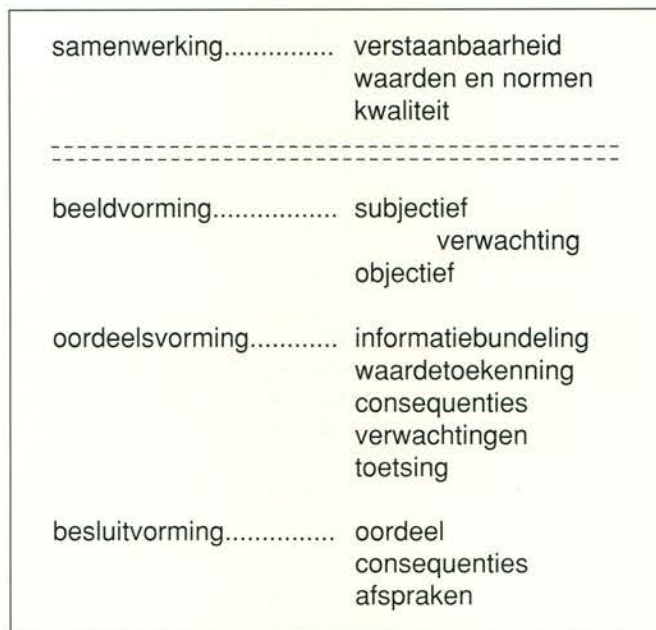 samenwerking............... verstaanbaarheid
waarden en normen
kwaliteit
beeldvorming................. subjectief
verwachting
objectief
oordeelsvorming............ informatiebundeling
waardetoekenning
consequenties
verwachtingen
toetsing
besluitvorming............... oordeel
consequenties
afspraken